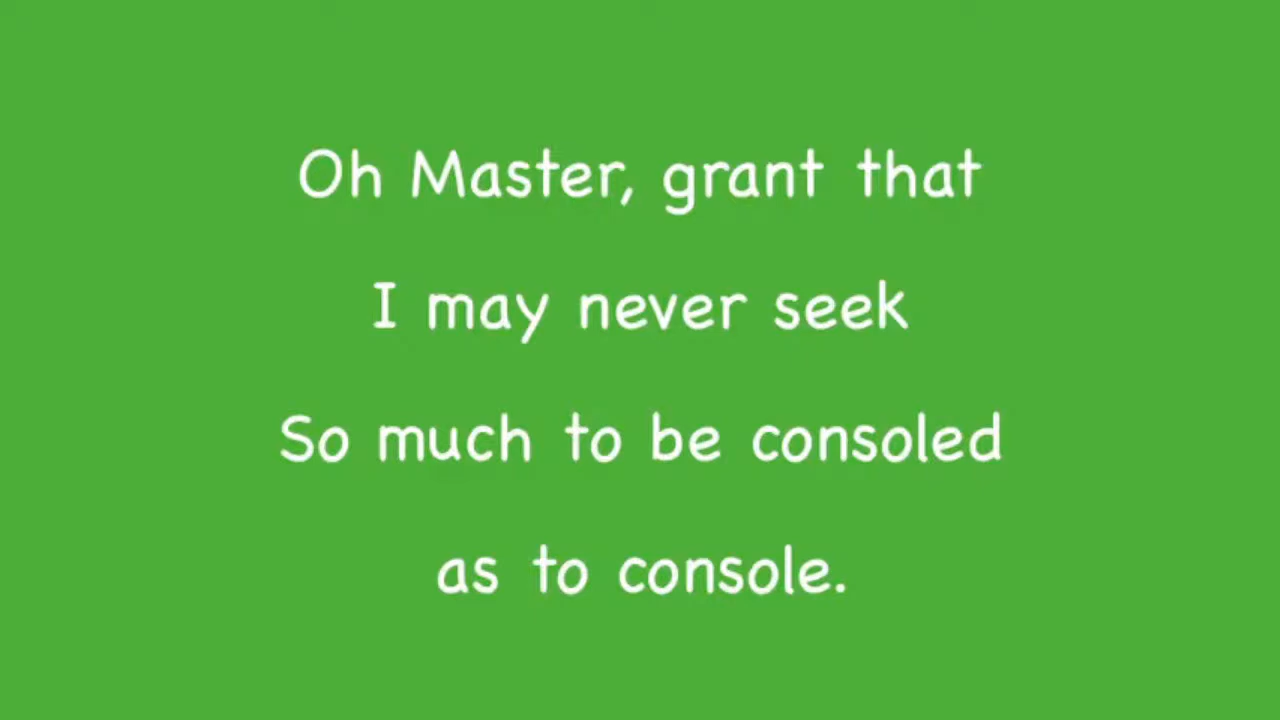 Oh Master, grant that
I may never seek
So much to be consoled
as to console.